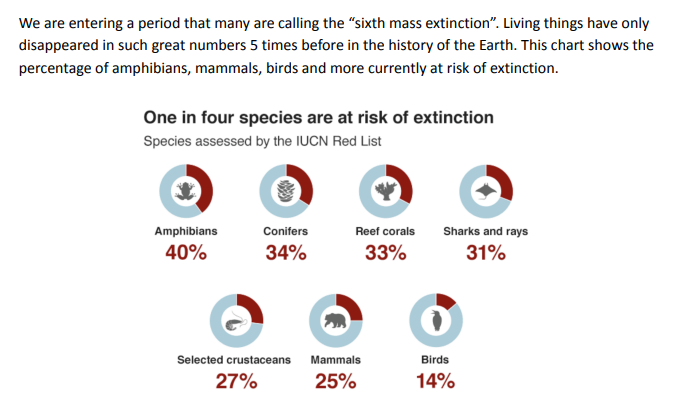 We are entering a period that many are calling the “sixth mass extinction”. Living things have only
disappeared in such great numbers 5 times before in the history of the Earth. This chart shows the
percentage of amphibians, mammals, birds and more currently at risk of extinction.
One in four species are at risk of extinction
Species assessed by the IUCN Red List
Amphibians Conifers Reef corals Sharks and rays
40% 34% 33% 31%
Selected crustaceans Mammals Birds
27% 25% 14%